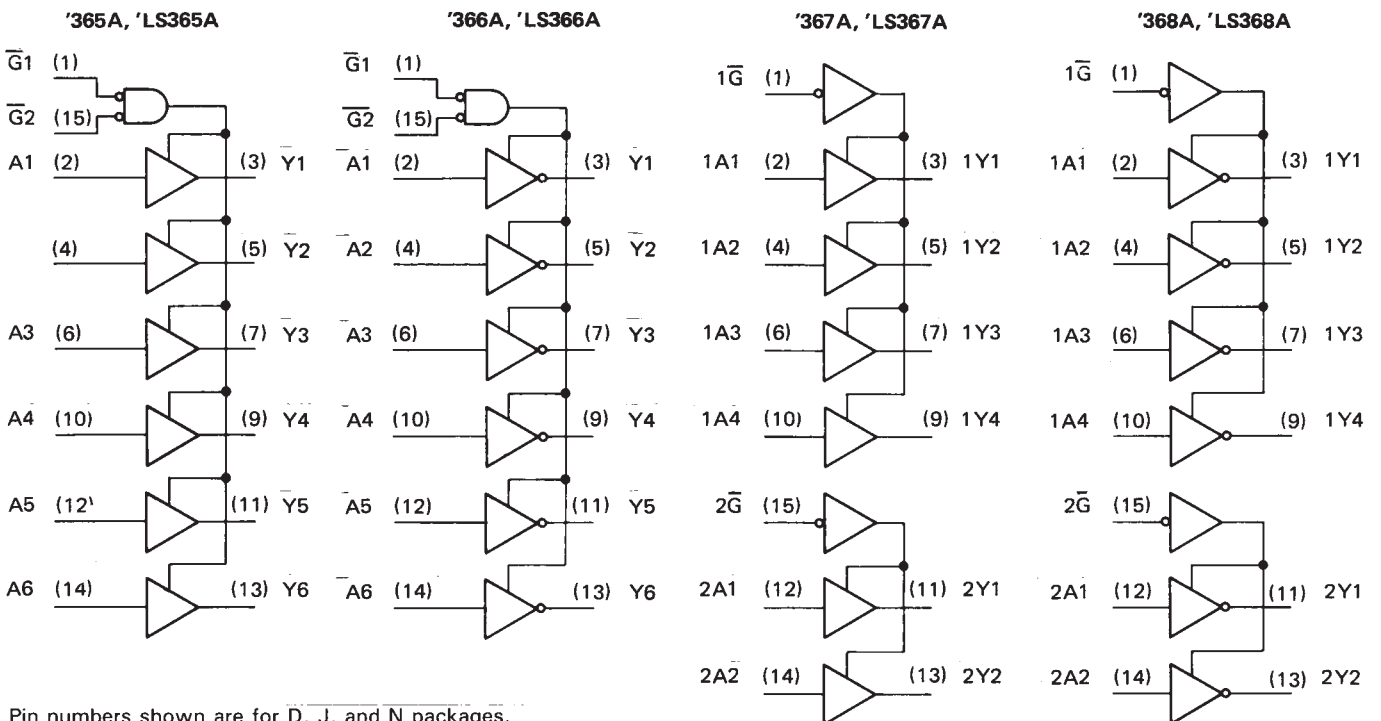 '365A, 'LS365A '366A, 'LS366A '367A, 'LS367A '368A, 'LS368A
G̅1 (1)
G̅2 (15)
A1 (2) (3) Y1
(4) (5) Y2
A3 (6) (7) Y3
A4 (10) (9) Y4
A5 (12) (11) Y5
A6 (14) (13) Y6
G̅1 (1)
G̅2 (15)
A1 (2) (3) Y1
A2 (4) (5) Y2
A3 (6) (7) Y3
A4 (10) (9) Y4
A5 (12) (11) Y5
A6 (14) (13) Y6
1G̅ (1)
1A1 (2) (3) 1Y1
1A2 (4) (5) 1Y2
1A3 (6) (7) 1Y3
1A4 (10) (9) 1Y4
2G̅ (15)
2A1 (12) (11) 2Y1
2A2 (14) (13) 2Y2
1G̅ (1)
1A1 (2) (3) 1Y1
1A2 (4) (5) 1Y2
1A3 (6) (7) 1Y3
1A4 (10) (9) 1Y4
2G̅ (15)
2A1 (12) (11) 2Y1
2A2 (14) (13) 2Y2
Pin numbers shown are for D, J, and N packages.